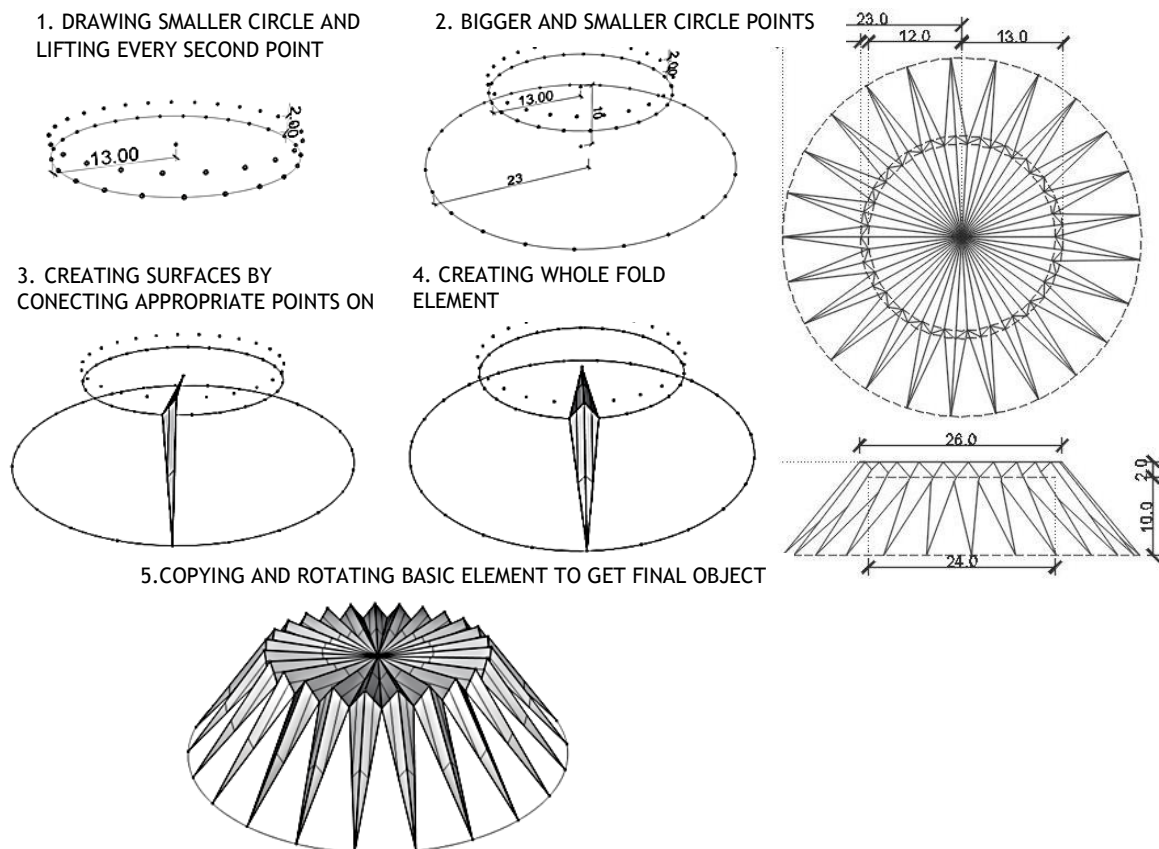 1. DRAWING SMALLER CIRCLE AND
LIFTING EVERY SECOND POINT
13.00
2.00
2. BIGGER AND SMALLER CIRCLE POINTS
2.00
13.00
10
23
23.0
12.0
13.0
3. CREATING SURFACES BY
CONECTING APPROPRIATE POINTS ON
4. CREATING WHOLE FOLD
ELEMENT
26.0
2.0
10.0
24.0
5.COPYING AND ROTATING BASIC ELEMENT TO GET FINAL OBJECT